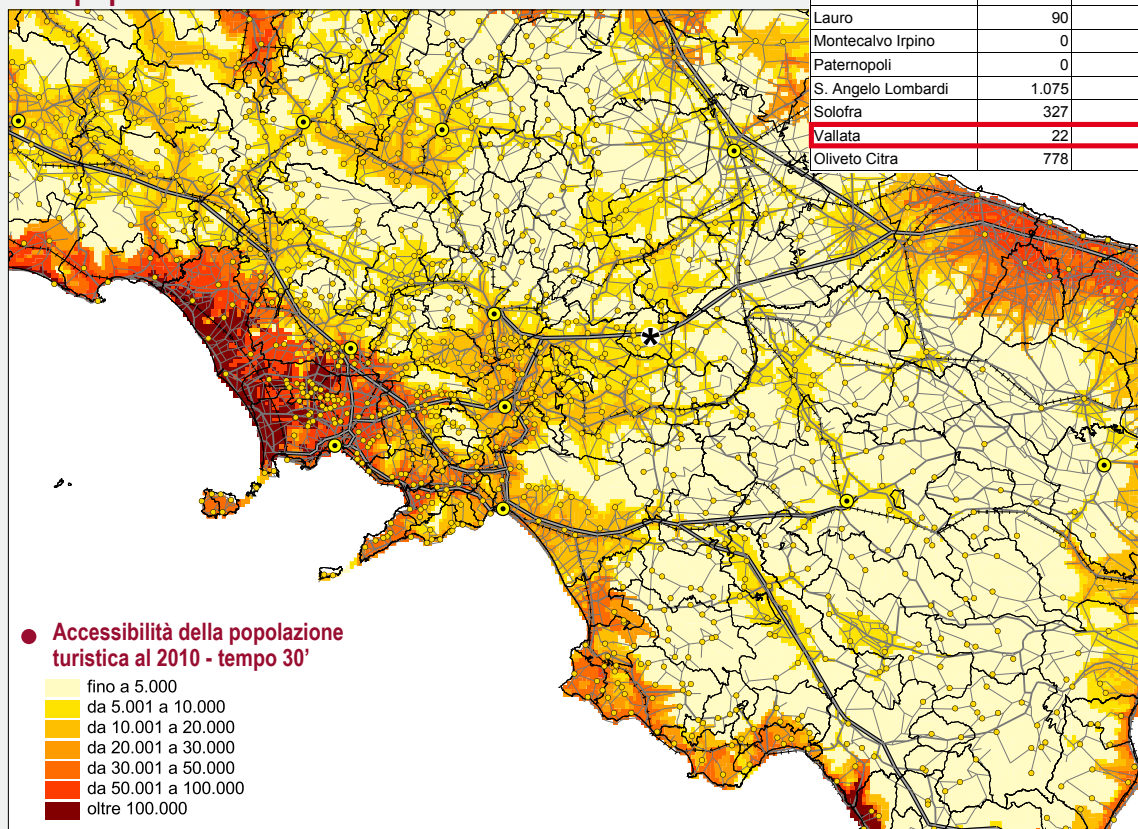 Lauro 90
Montecalvo Irpino 0
Paternopoli 0
S. Angelo Lombardi 1.075
Solofra 327
Vallata 22
Oliveto Citra 778
*
● Accessibilità della popolazione
turistica al 2010 - tempo 30'
fino a 5.000
da 5.001 a 10.000
da 10.001 a 20.000
da 20.001 a 30.000
da 30.001 a 50.000
da 50.001 a 100.000
oltre 100.000